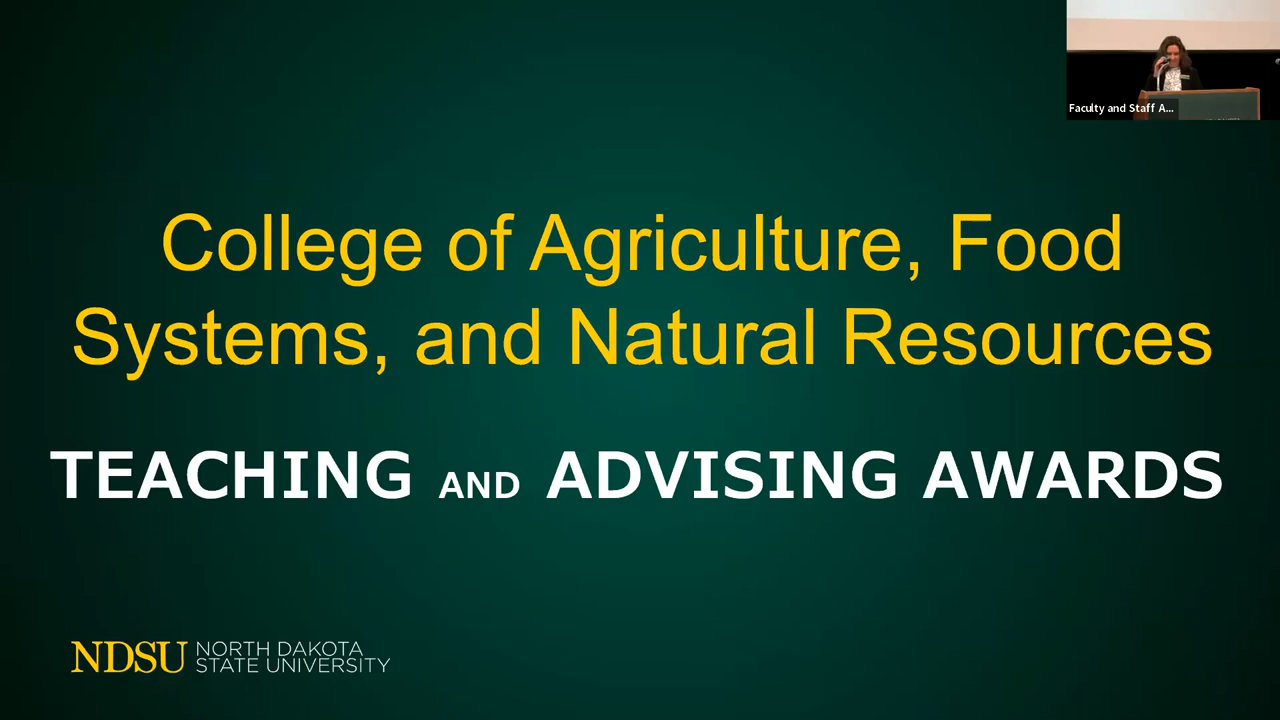 Faculty and Staff A...
College of Agriculture, Food
Systems, and Natural Resources
TEACHING AND ADVISING AWARDS
NDSU NORTH DAKOTA
STATE UNIVERSITY